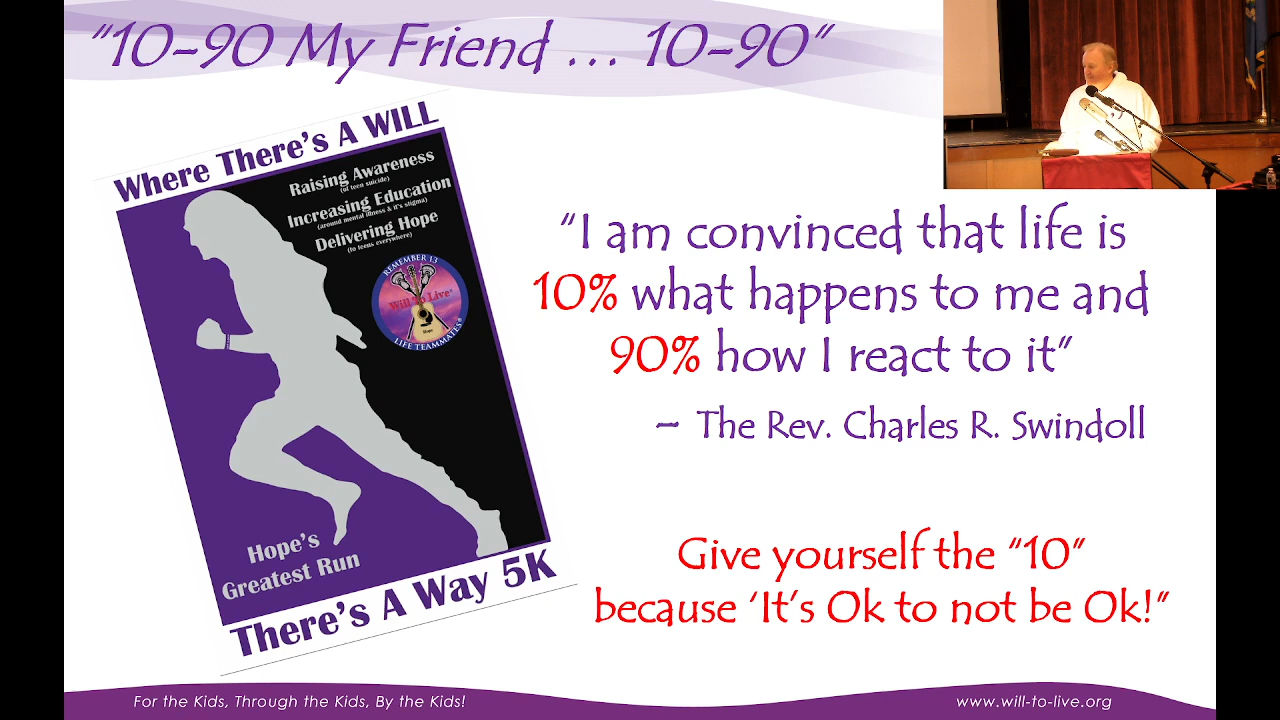 “10-90 My Friend ... 10-90”
Where There's A WILL
Raising Awareness
(of teen suicide)
Increasing Education
(around mental illness & it's stigma)
Delivering Hope
(to teens everywhere)
REMEMBER 13
Will To Live®
Hope
LIFE TEAMMATES®
Hope's
Greatest Run
There's A Way 5K
“I am convinced that life is
10% what happens to me and
90% how I react to it”
– The Rev. Charles R. Swindoll
Give yourself the “10”
because ‘It's Ok to not be Ok!”
For the Kids, Through the Kids, By the Kids!
www.will-to-live.org